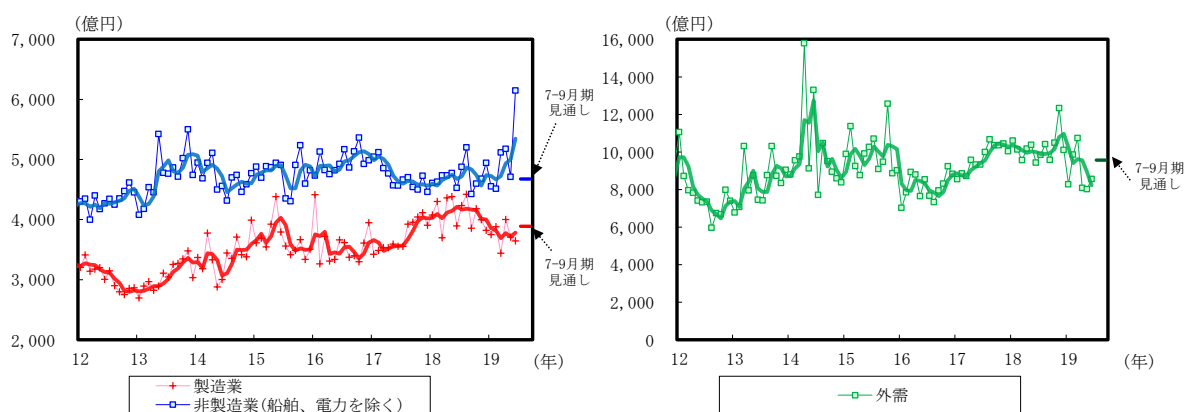 (億円)
7,000
6,000
5,000
4,000
3,000
2,000
12 13 14 15 16 17 18 19 (年)
7-9月期
見通し
7-9月期
見通し
製造業
非製造業(船舶、電力を除く)
(億円)
16,000
14,000
12,000
10,000
8,000
6,000
4,000
2,000
0
12 13 14 15 16 17 18 19 (年)
7-9月期
見通し
外需